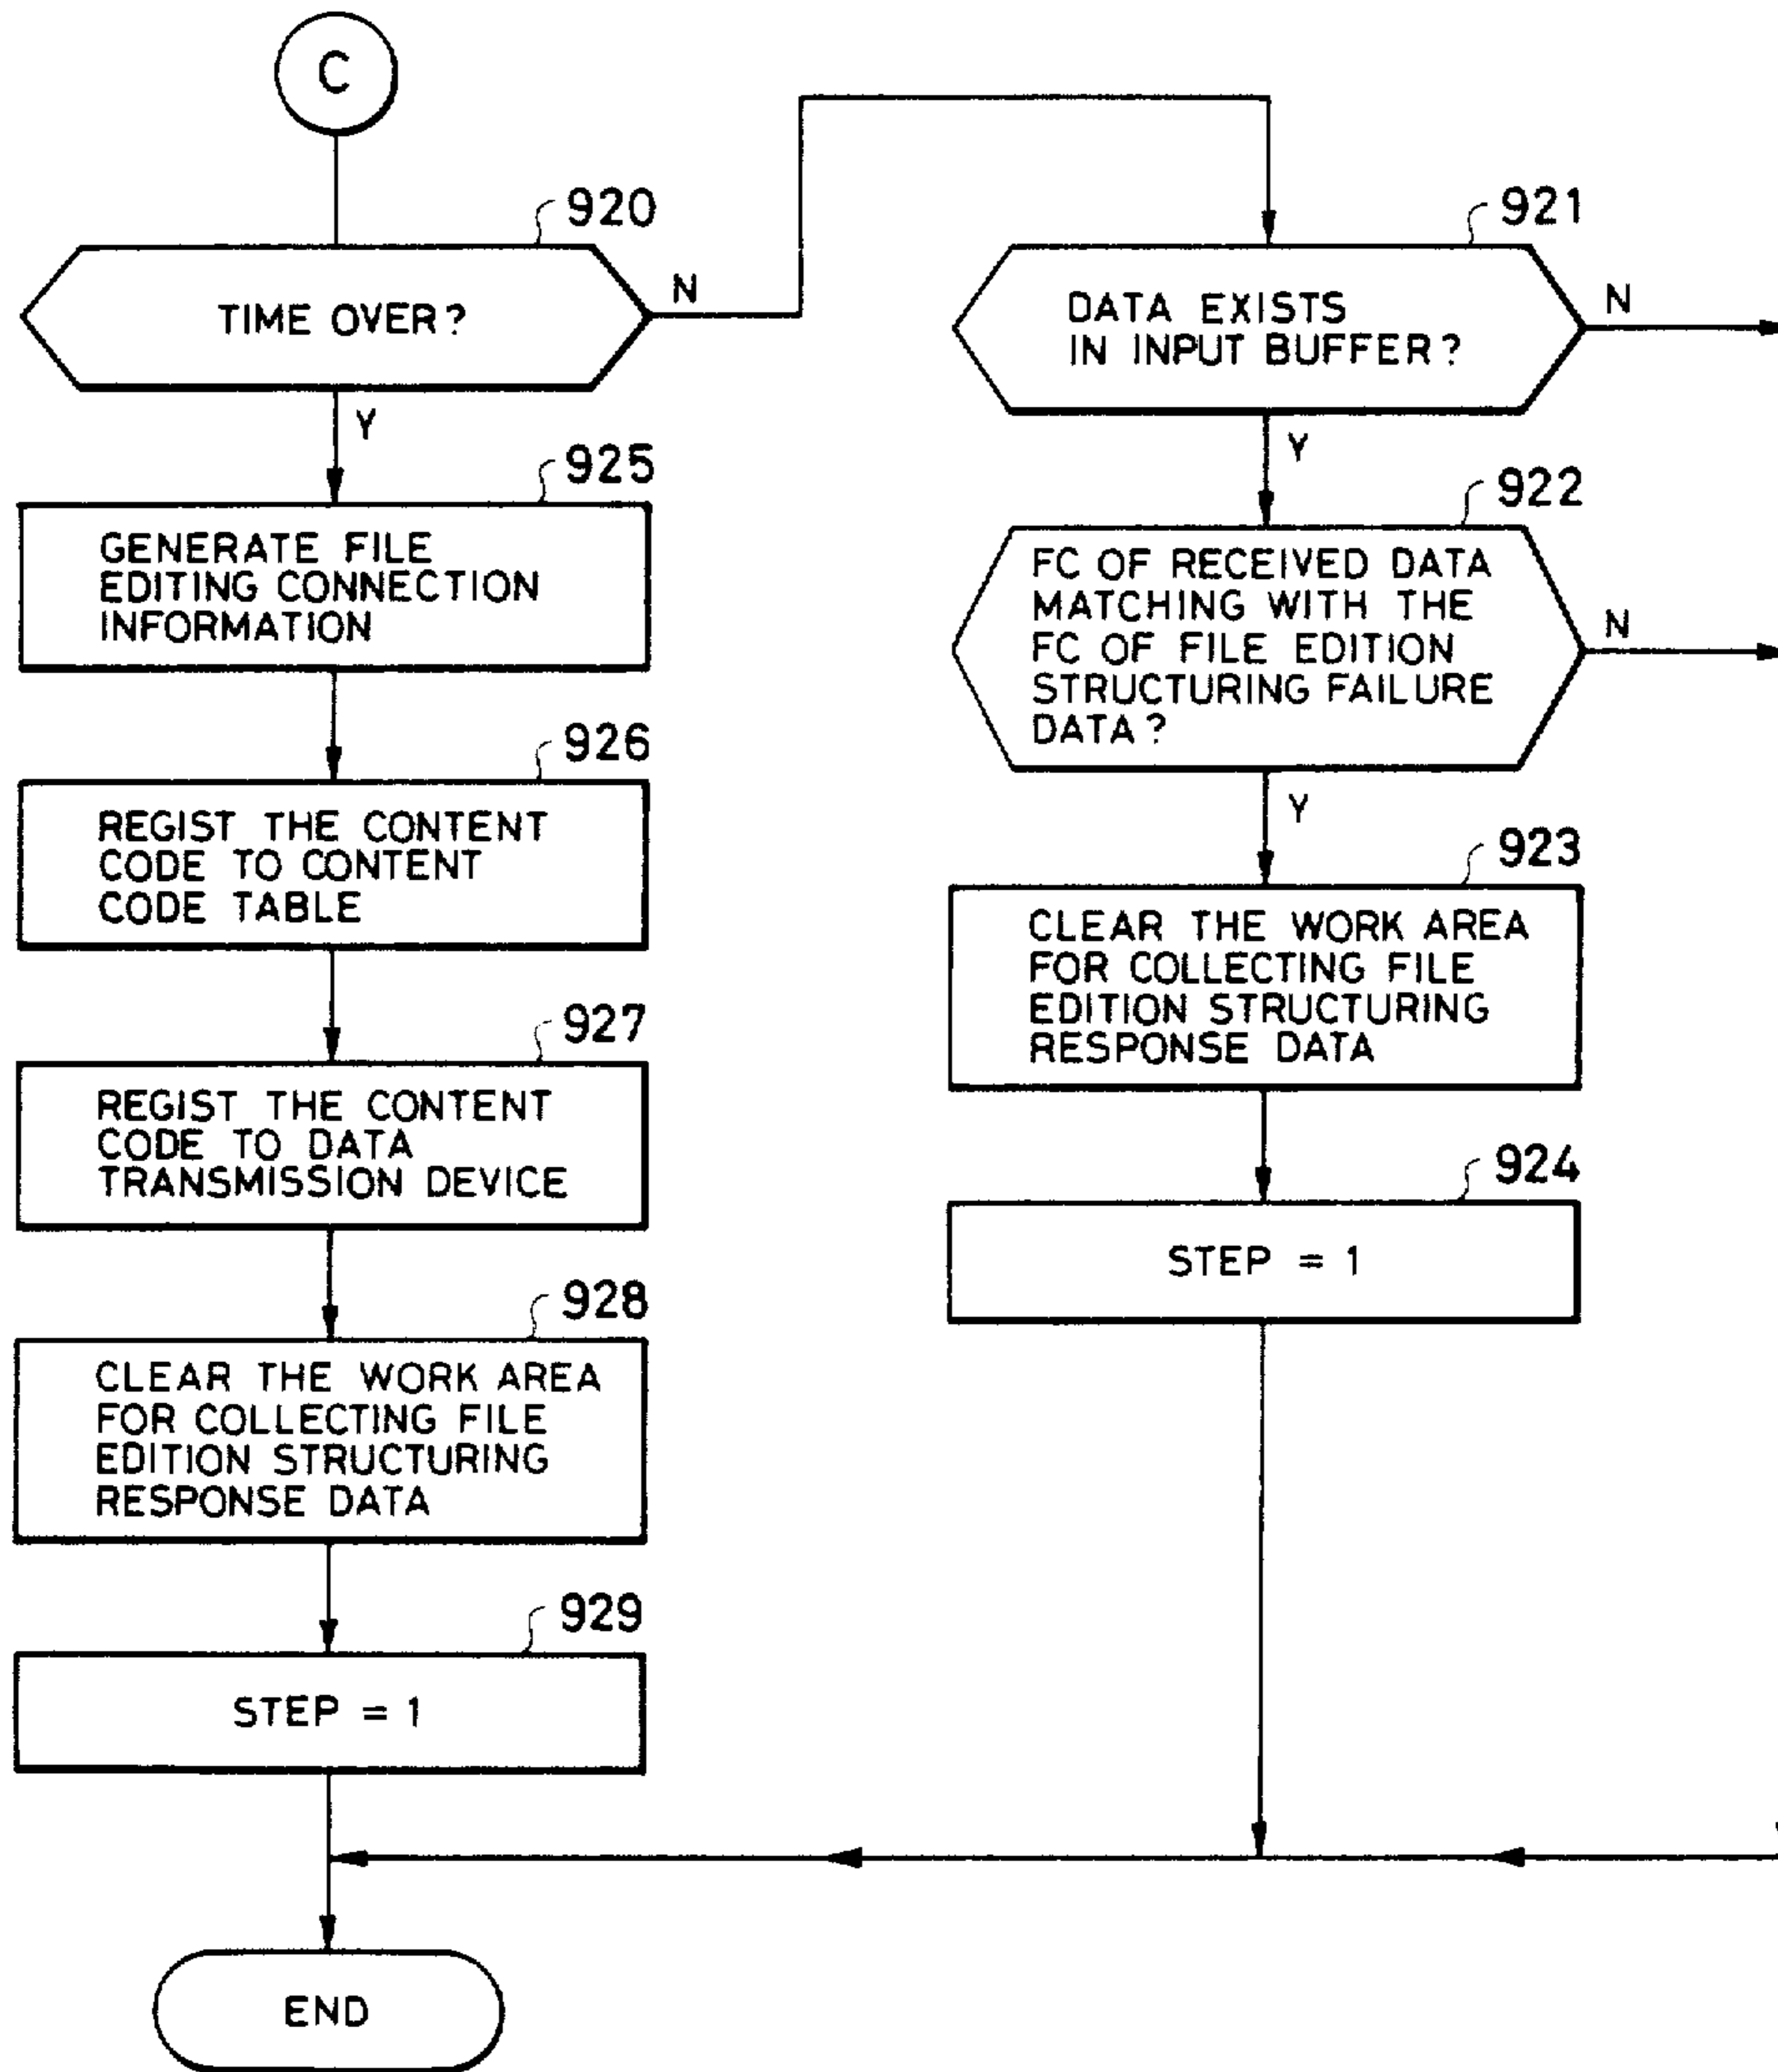 C
920
TIME OVER?
N
Y
925
GENERATE FILE
EDITING CONNECTION
INFORMATION
926
REGIST THE CONTENT
CODE TO CONTENT
CODE TABLE
927
REGIST THE CONTENT
CODE TO DATA
TRANSMISSION DEVICE
928
CLEAR THE WORK AREA
FOR COLLECTING FILE
EDITION STRUCTURING
RESPONSE DATA
929
STEP = 1
END
921
DATA EXISTS
IN INPUT BUFFER?
N
Y
922
FC OF RECEIVED DATA
MATCHING WITH THE
FC OF FILE EDITION
STRUCTURING FAILURE
DATA?
N
Y
923
CLEAR THE WORK AREA
FOR COLLECTING FILE
EDITION STRUCTURING
RESPONSE DATA
924
STEP = 1